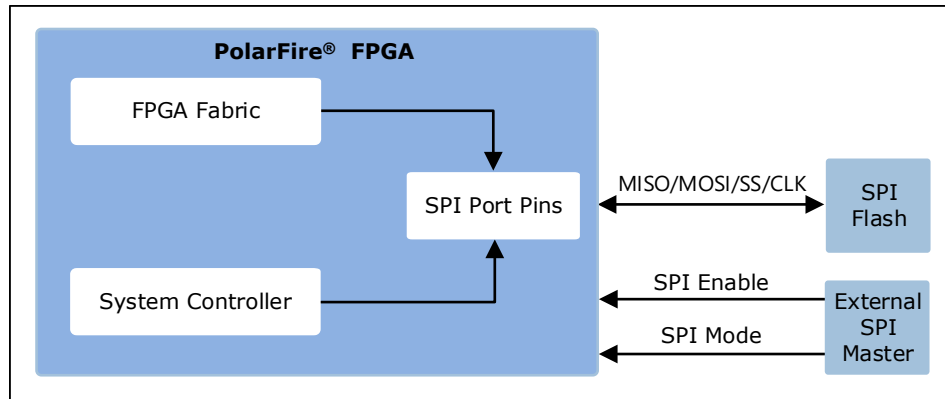 PolarFire® FPGA
FPGA Fabric
SPI Port Pins
System Controller
MISO/MOSI/SS/CLK
SPI
Flash
SPI Enable
SPI Mode
External
SPI
Master